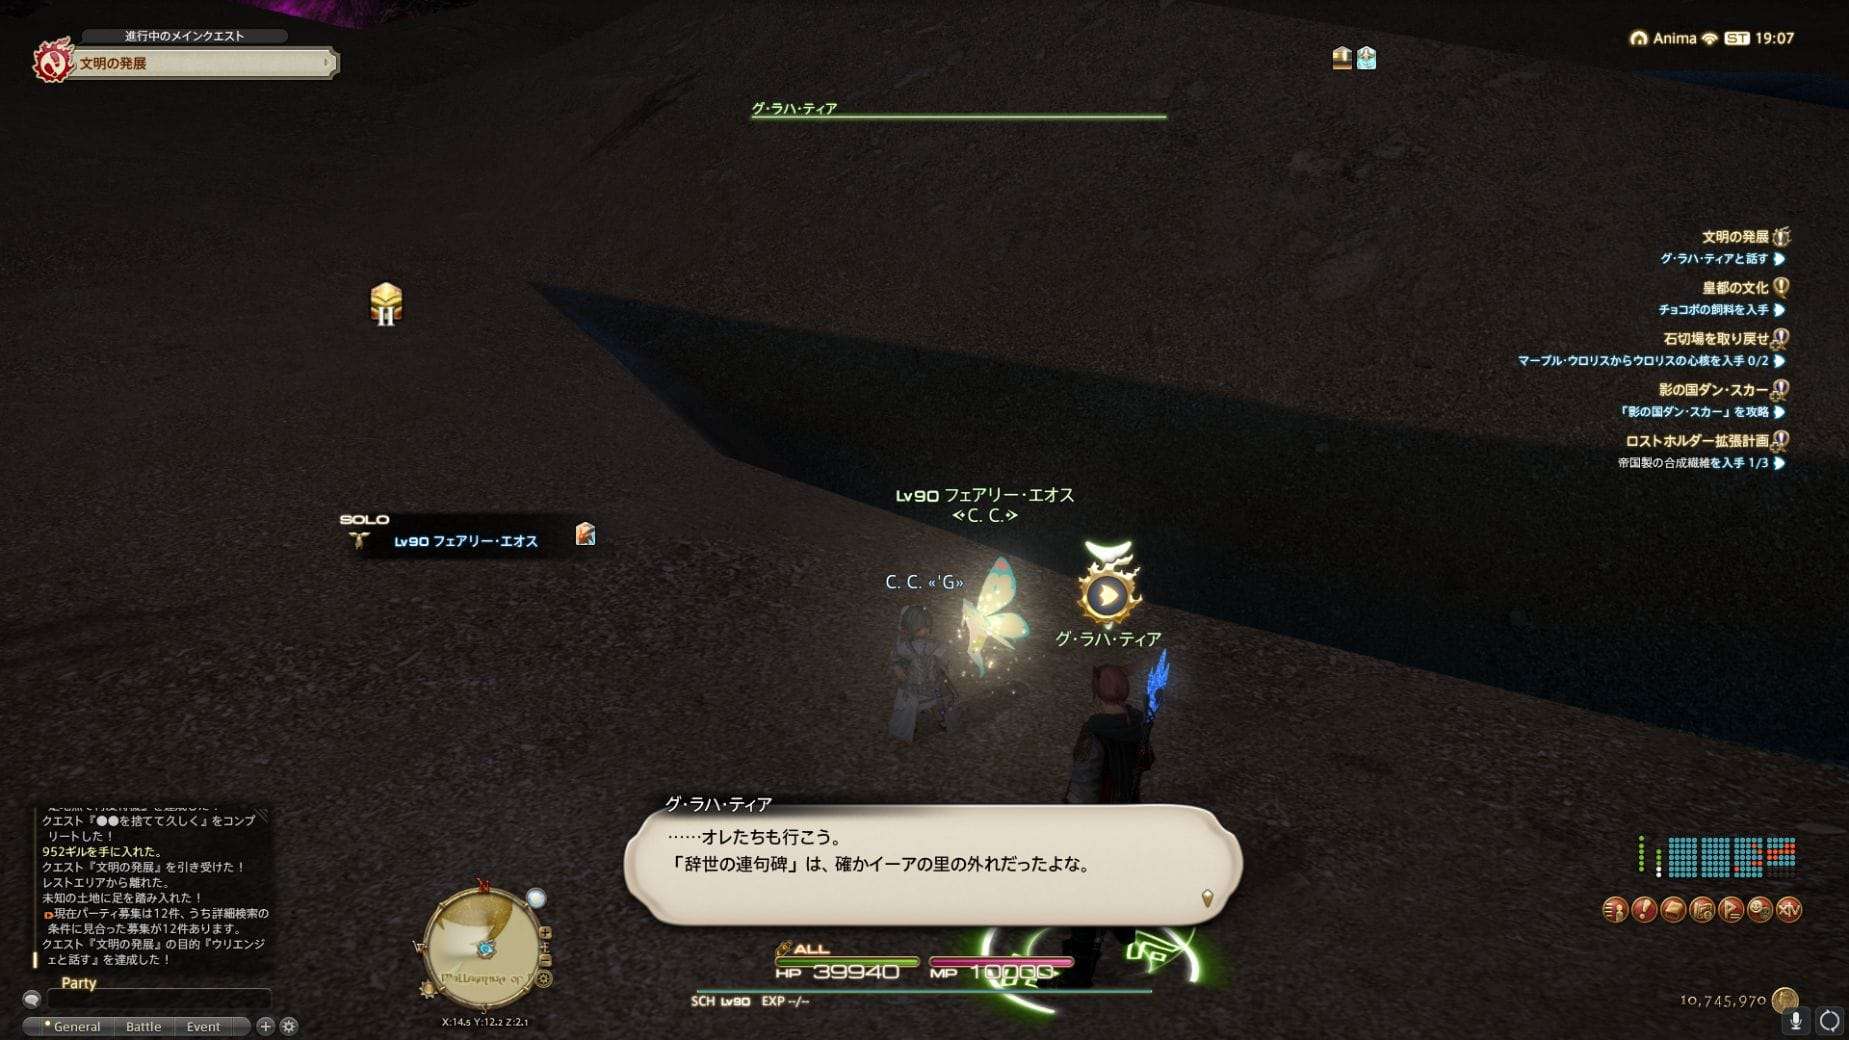 進行中のメインクエスト
文明の発展
Anima ST 19:07
グ・ラハ・ティア
文明の発展
グ・ラハ・ティアと話す
皇都の文化
チョコボの飼料を入手
石切場を取り戻せ
マーブル・ウロリスからウロリスの心核を入手 0/2
影の国ダン・スカー
「影の国ダン・スカー」を攻略
ロストホルダー拡張計画
帝国製の合成繊維を入手 1/3
H
Lv90 フェアリー・エオス
C. C.
SOLO
Lv90 フェアリー・エオス
C. C. «'G»
グ・ラハ・ティア
グ・ラハ・ティア
……オレたちも行こう。
「辞世の連句碑」は、確かイーアの里の外れだったよな。
クエスト『●●を捨てて久しく』をコンプ
リートした！
952ギルを手に入れた。
クエスト『文明の発展』を引き受けた！
レストエリアから離れた。
未知の土地に足を踏み入れた！
現在パーティ募集は12件、うち詳細検索の
条件に見合った募集が12件あります。
クエスト『文明の発展』の目的『ウリエンジ
ェと話す』を達成した！
Party
General Battle Event
N
W
S
X:14.5 Y:12.2 Z:2.1
ALL
HP 39940 MP 10000
SCH Lv90 EXP --/--
XIV
10,745,970